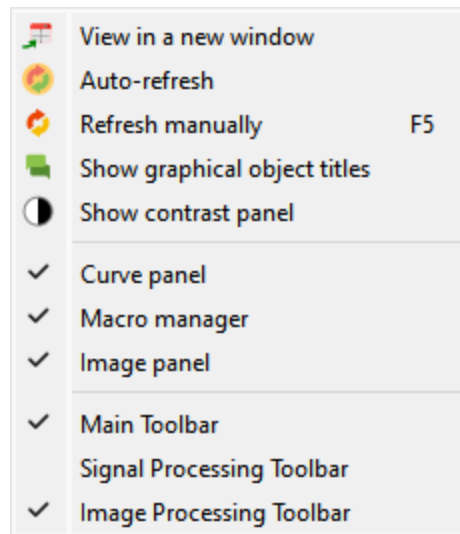 View in a new window
Auto-refresh
Refresh manually F5
Show graphical object titles
Show contrast panel
Curve panel
Macro manager
Image panel
Main Toolbar
Signal Processing Toolbar
Image Processing Toolbar